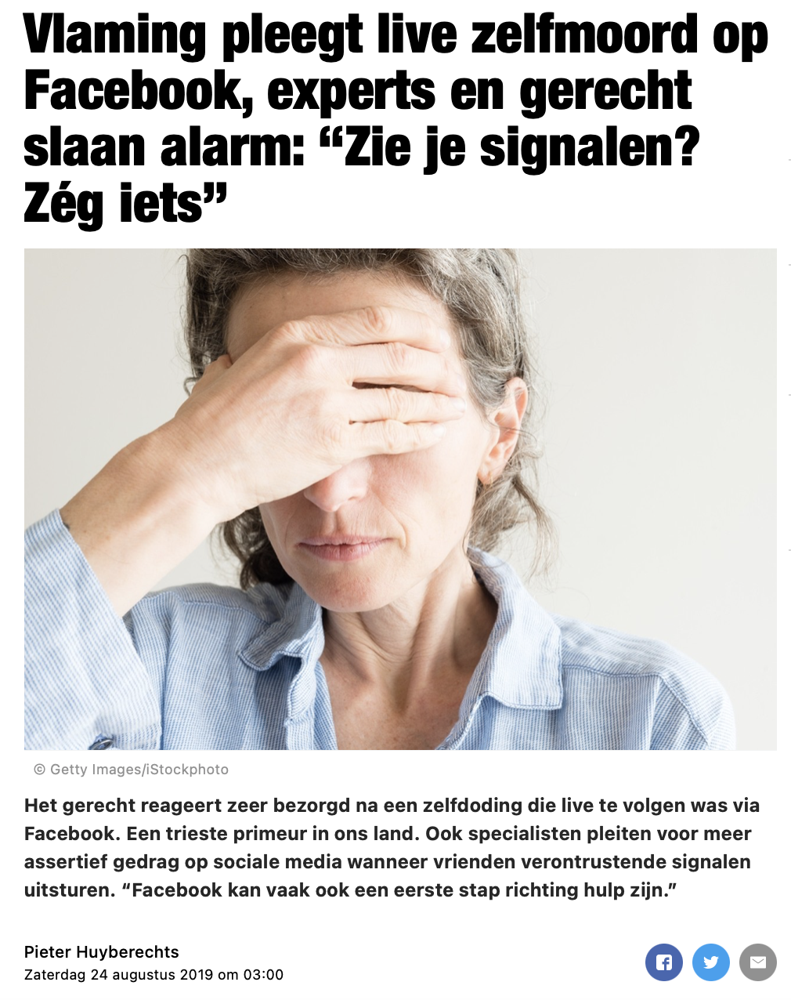 Vlaming pleegt live zelfmoord op
Facebook, experts en gerecht
slaan alarm: “Zie je signalen?
Zég iets”
© Getty Images/iStockphoto
Het gerecht reageert zeer bezorgd na een zelfdoding die live te volgen was via
Facebook. Een trieste primeur in ons land. Ook specialisten pleiten voor meer
assertief gedrag op sociale media wanneer vrienden verontrustende signalen
uitsturen. “Facebook kan vaak ook een eerste stap richting hulp zijn.”
Pieter Huyberechts
Zaterdag 24 augustus 2019 om 03:00